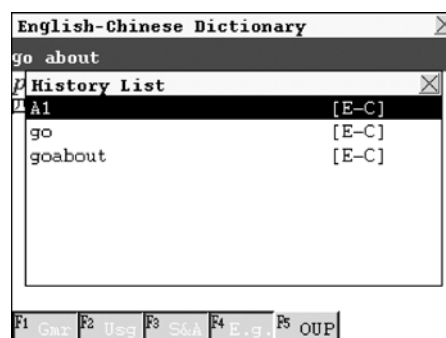 English-Chinese Dictionary
go about
History List
A1 [E-C]
go [E-C]
goabout [E-C]
F1 Gmr F2 Usg F3 S&A F4 E.g. F5 OUP